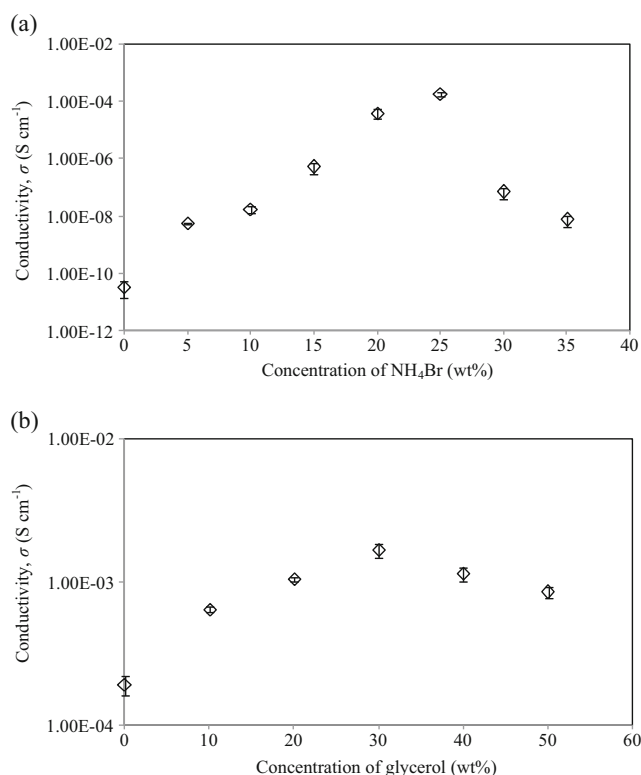 (a)
1.00E-02
1.00E-04
1.00E-06
1.00E-08
1.00E-10
1.00E-12
Conductivity, σ (S cm⁻¹)
0 5 10 15 20 25 30 35 40
Concentration of NH₄Br (wt%)
(b)
1.00E-02
1.00E-03
1.00E-04
Conductivity, σ (S cm⁻¹)
0 10 20 30 40 50 60
Concentration of glycerol (wt%)